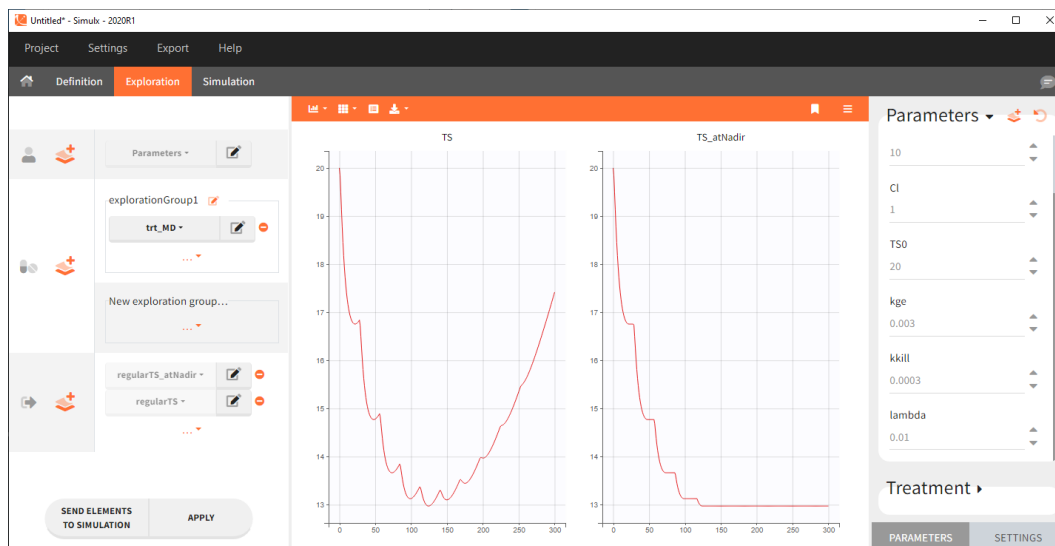 Untitled* - Simulx - 2020R1
Project Settings Export Help
Definition Exploration Simulation
Parameters
explorationGroup1
trt_MD
...
New exploration group...
...
regularTS_atNadir
regularTS
...
SEND ELEMENTS
TO SIMULATION
APPLY
TS
20
19
18
17
16
15
14
13
0 50 100 150 200 250 300
TS_atNadir
20
19
18
17
16
15
14
13
0 50 100 150 200 250 300
Parameters
10
Cl
1
TS0
20
kge
0.003
kkill
0.0003
lambda
0.01
Treatment
PARAMETERS SETTINGS